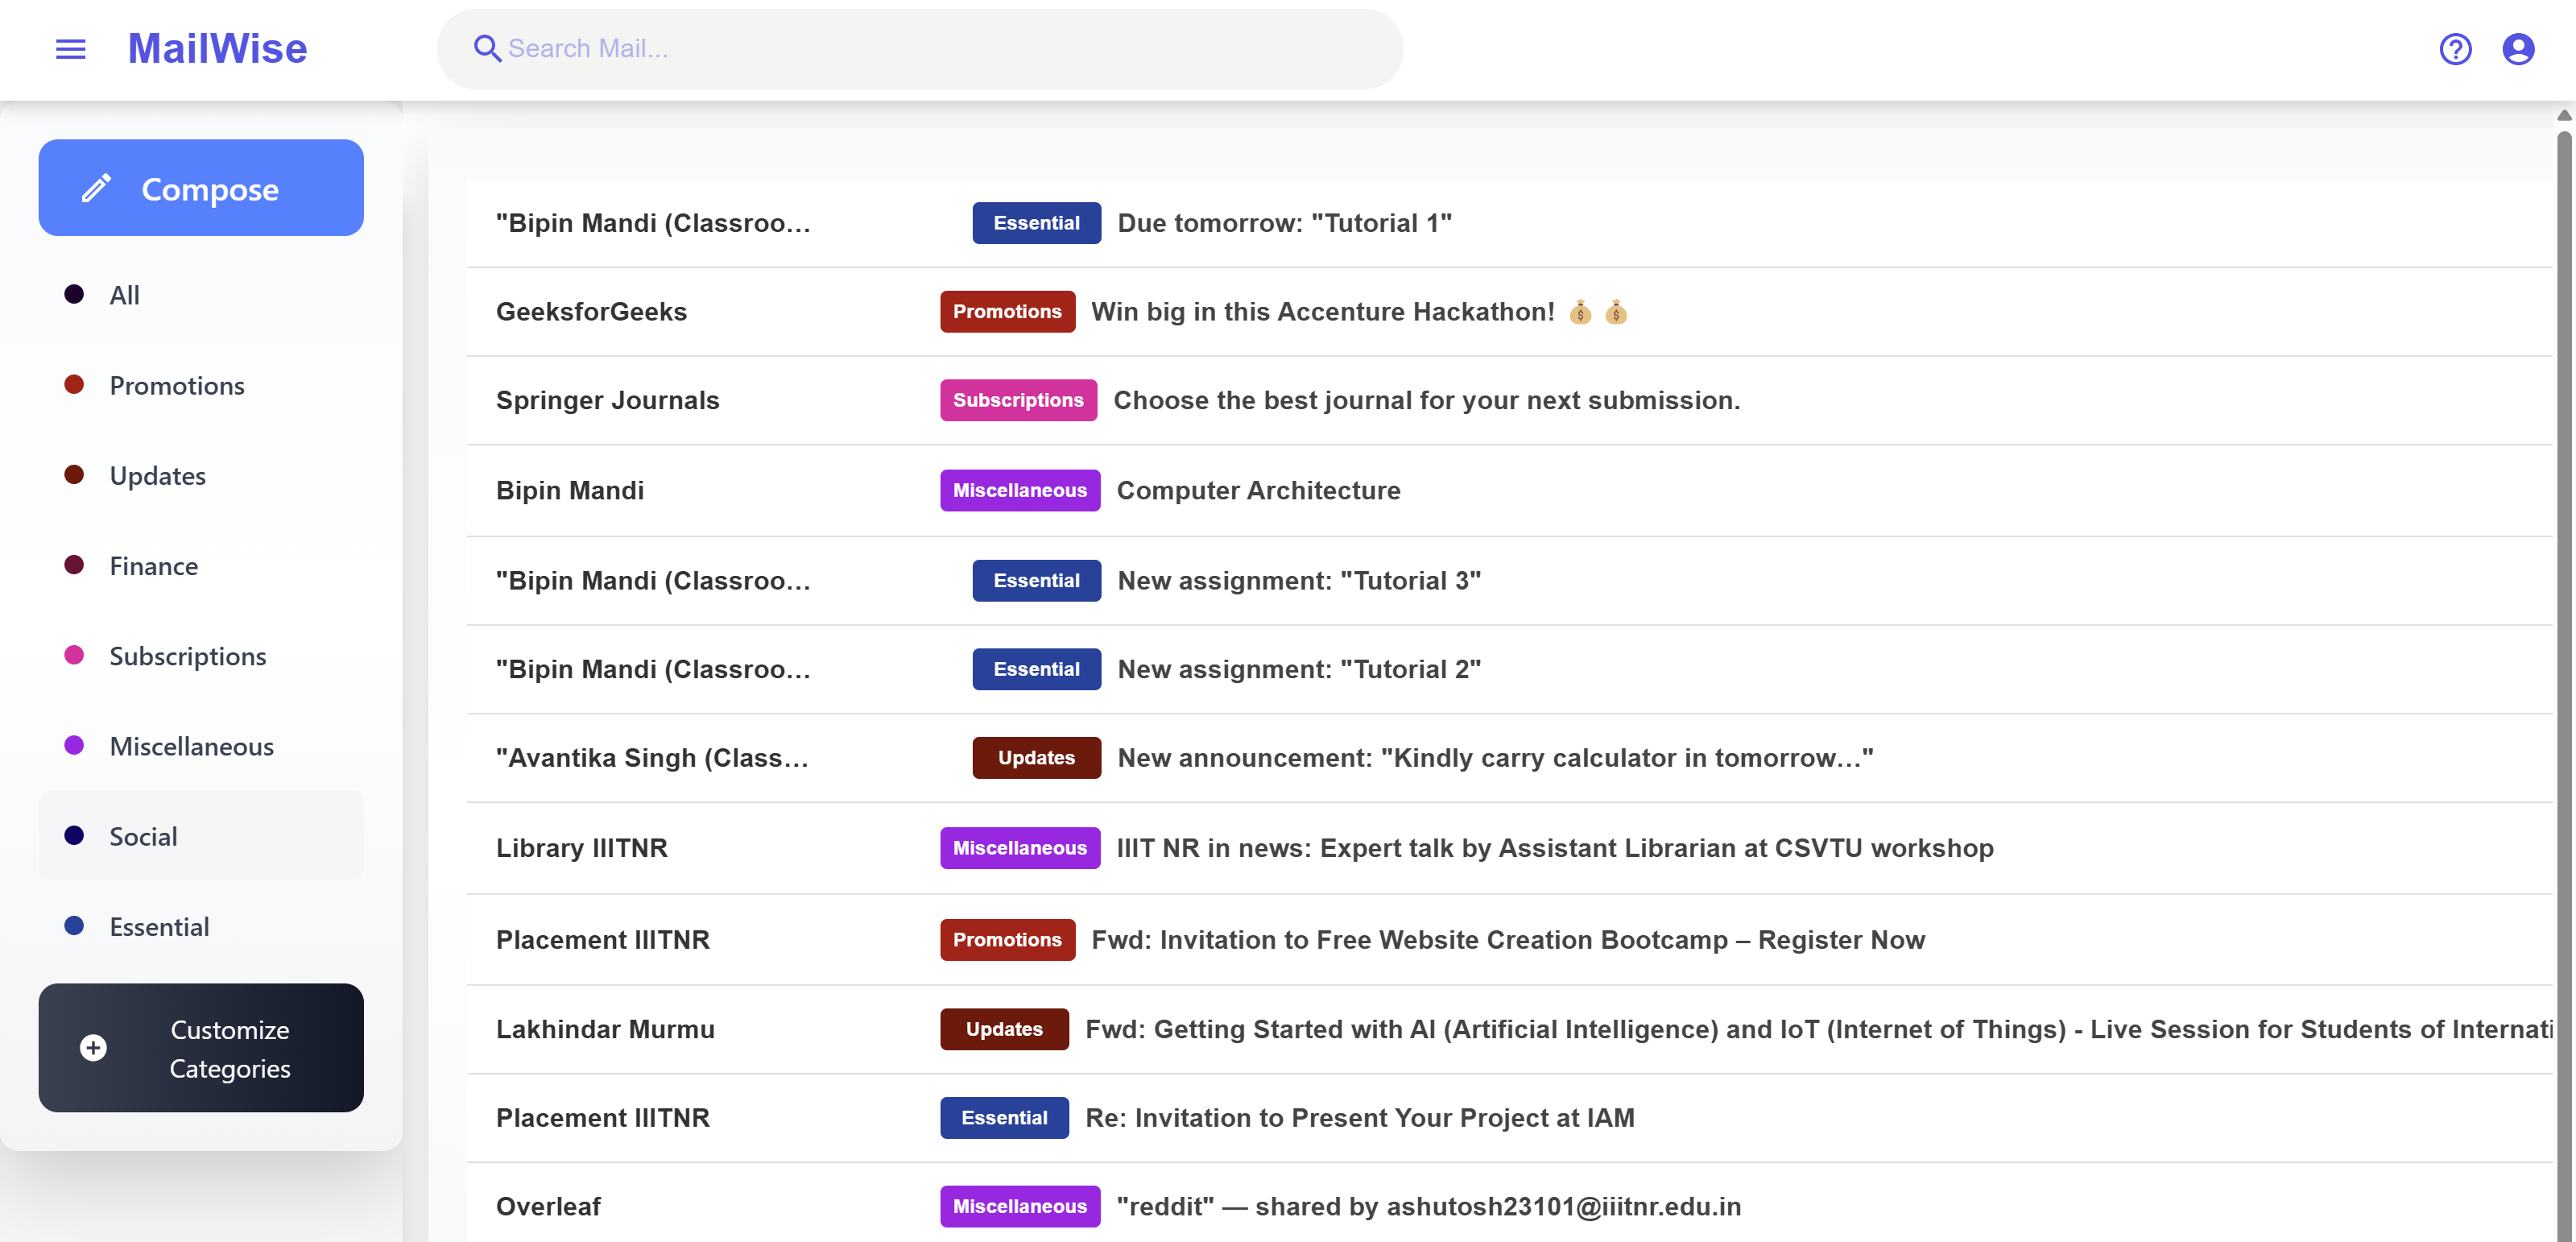 MailWise
Search Mail...
Compose
All
Promotions
Updates
Finance
Subscriptions
Miscellaneous
Social
Essential
Customize
Categories
"Bipin Mandi (Classroo... Essential Due tomorrow: "Tutorial 1"
GeeksforGeeks Promotions Win big in this Accenture Hackathon! 💰 💰
Springer Journals Subscriptions Choose the best journal for your next submission.
Bipin Mandi Miscellaneous Computer Architecture
"Bipin Mandi (Classroo... Essential New assignment: "Tutorial 3"
"Bipin Mandi (Classroo... Essential New assignment: "Tutorial 2"
"Avantika Singh (Class... Updates New announcement: "Kindly carry calculator in tomorrow..."
Library IIITNR Miscellaneous IIIT NR in news: Expert talk by Assistant Librarian at CSVTU workshop
Placement IIITNR Promotions Fwd: Invitation to Free Website Creation Bootcamp – Register Now
Lakhindar Murmu Updates Fwd: Getting Started with AI (Artificial Intelligence) and IoT (Internet of Things) - Live Session for Students of Internati
Placement IIITNR Essential Re: Invitation to Present Your Project at IAM
Overleaf Miscellaneous "reddit" — shared by ashutosh23101@iiitnr.edu.in